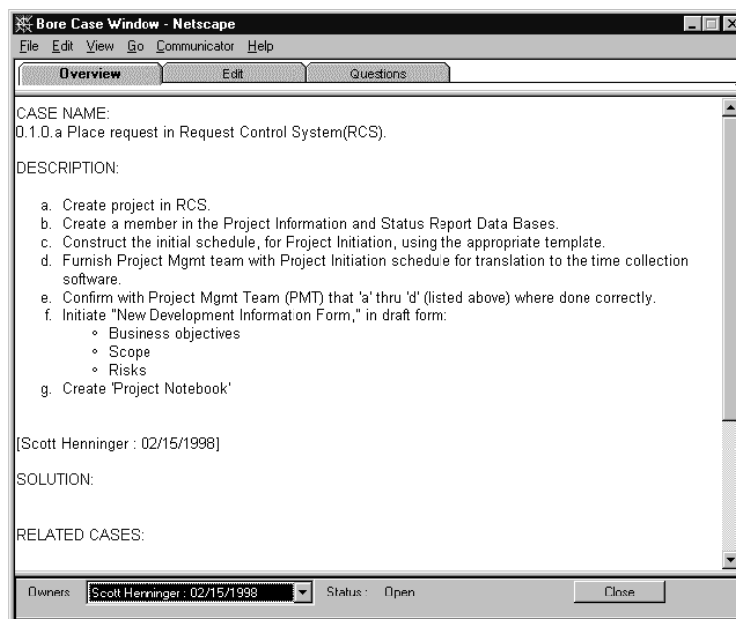 Bore Case Window - Netscape
File Edit View Go Communicator Help
Overview Edit Questions
CASE NAME:
0.1.0.a Place request in Request Control System(RCS).
DESCRIPTION:
a. Create project in RCS.
b. Create a member in the Project Information and Status Report Data Bases.
c. Construct the initial schedule, for Project Initiation, using the appropriate template.
d. Furnish Project Mgmt team with Project Initiation schedule for translation to the time collection
software.
e. Confirm with Project Mgmt Team (PMT) that 'a' thru 'd' (listed above) where done correctly.
f. Initiate "New Development Information Form," in draft form:
Business objectives
Scope
Risks
g. Create 'Project Notebook'
[Scott Henninger : 02/15/1998]
SOLUTION:
RELATED CASES:
Owners Scott Henninger : 02/15/1998 Status : Open Close